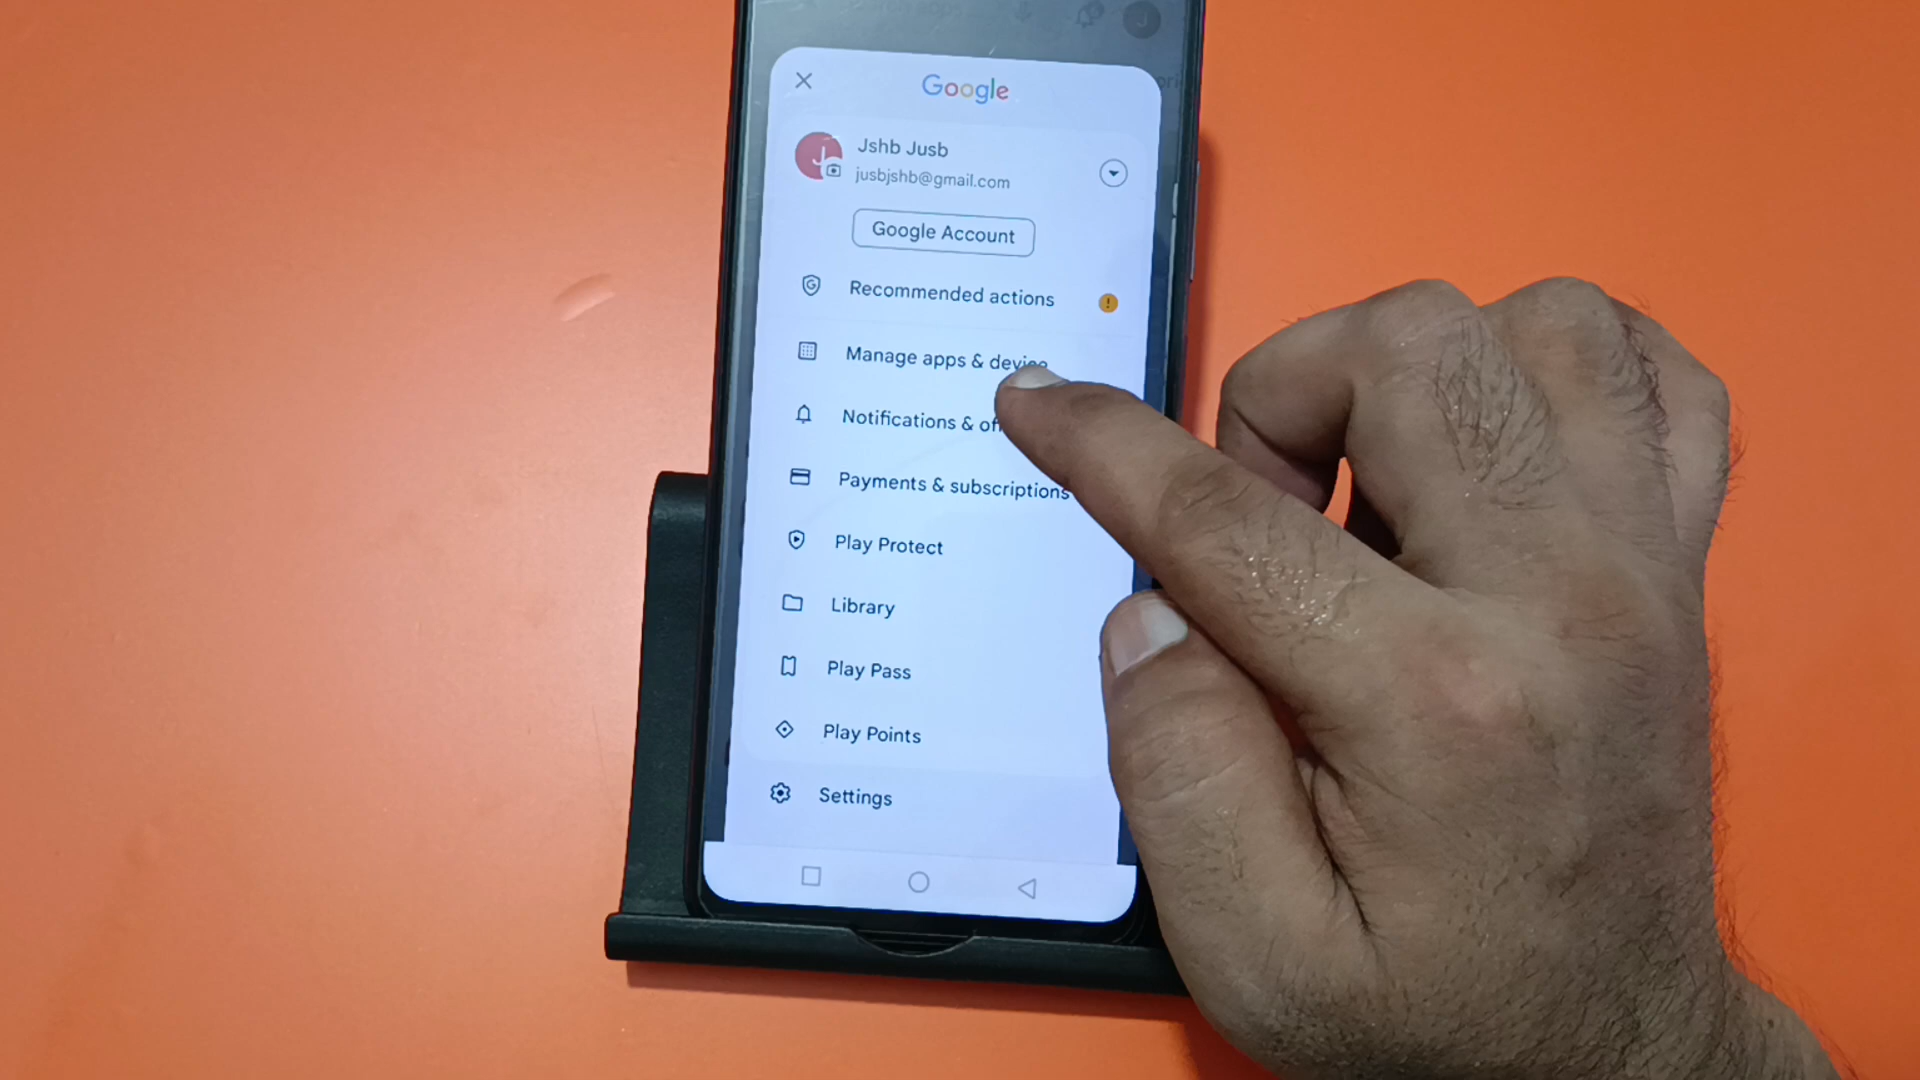 Google
Jshb Jusb
jusbjshb@gmail.com
Google Account
Recommended actions
Manage apps & device
Notifications &
Payments & subscriptions
Play Protect
Library
Play Pass
Play Points
Settings